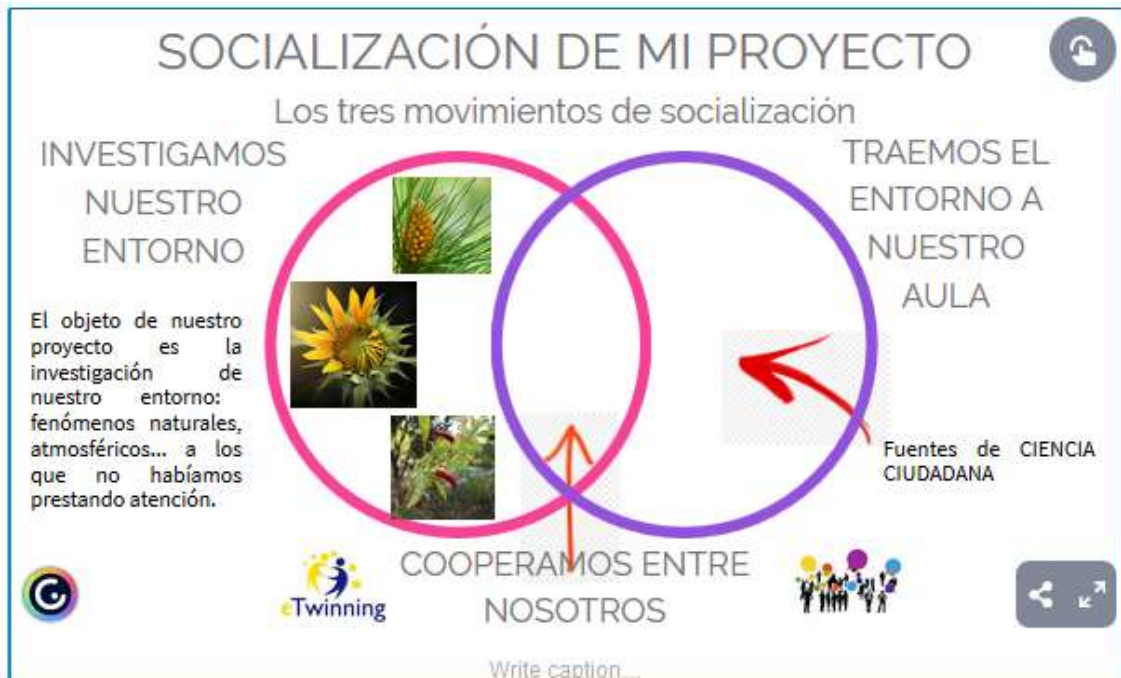 SOCIALIZACIÓN DE MI PROYECTO
Los tres movimientos de socialización
INVESTIGAMOS
NUESTRO
ENTORNO
TRAEMOS EL
ENTORNO A
NUESTRO
AULA
El objeto de nuestro
proyecto es la
investigación de
nuestro entorno:
fenómenos naturales,
atmosféricos... a los
que no habíamos
prestando atención.
Fuentes de CIENCIA
CIUDADANA
COOPERAMOS ENTRE
NOSOTROS
eTwinning
Write caption...